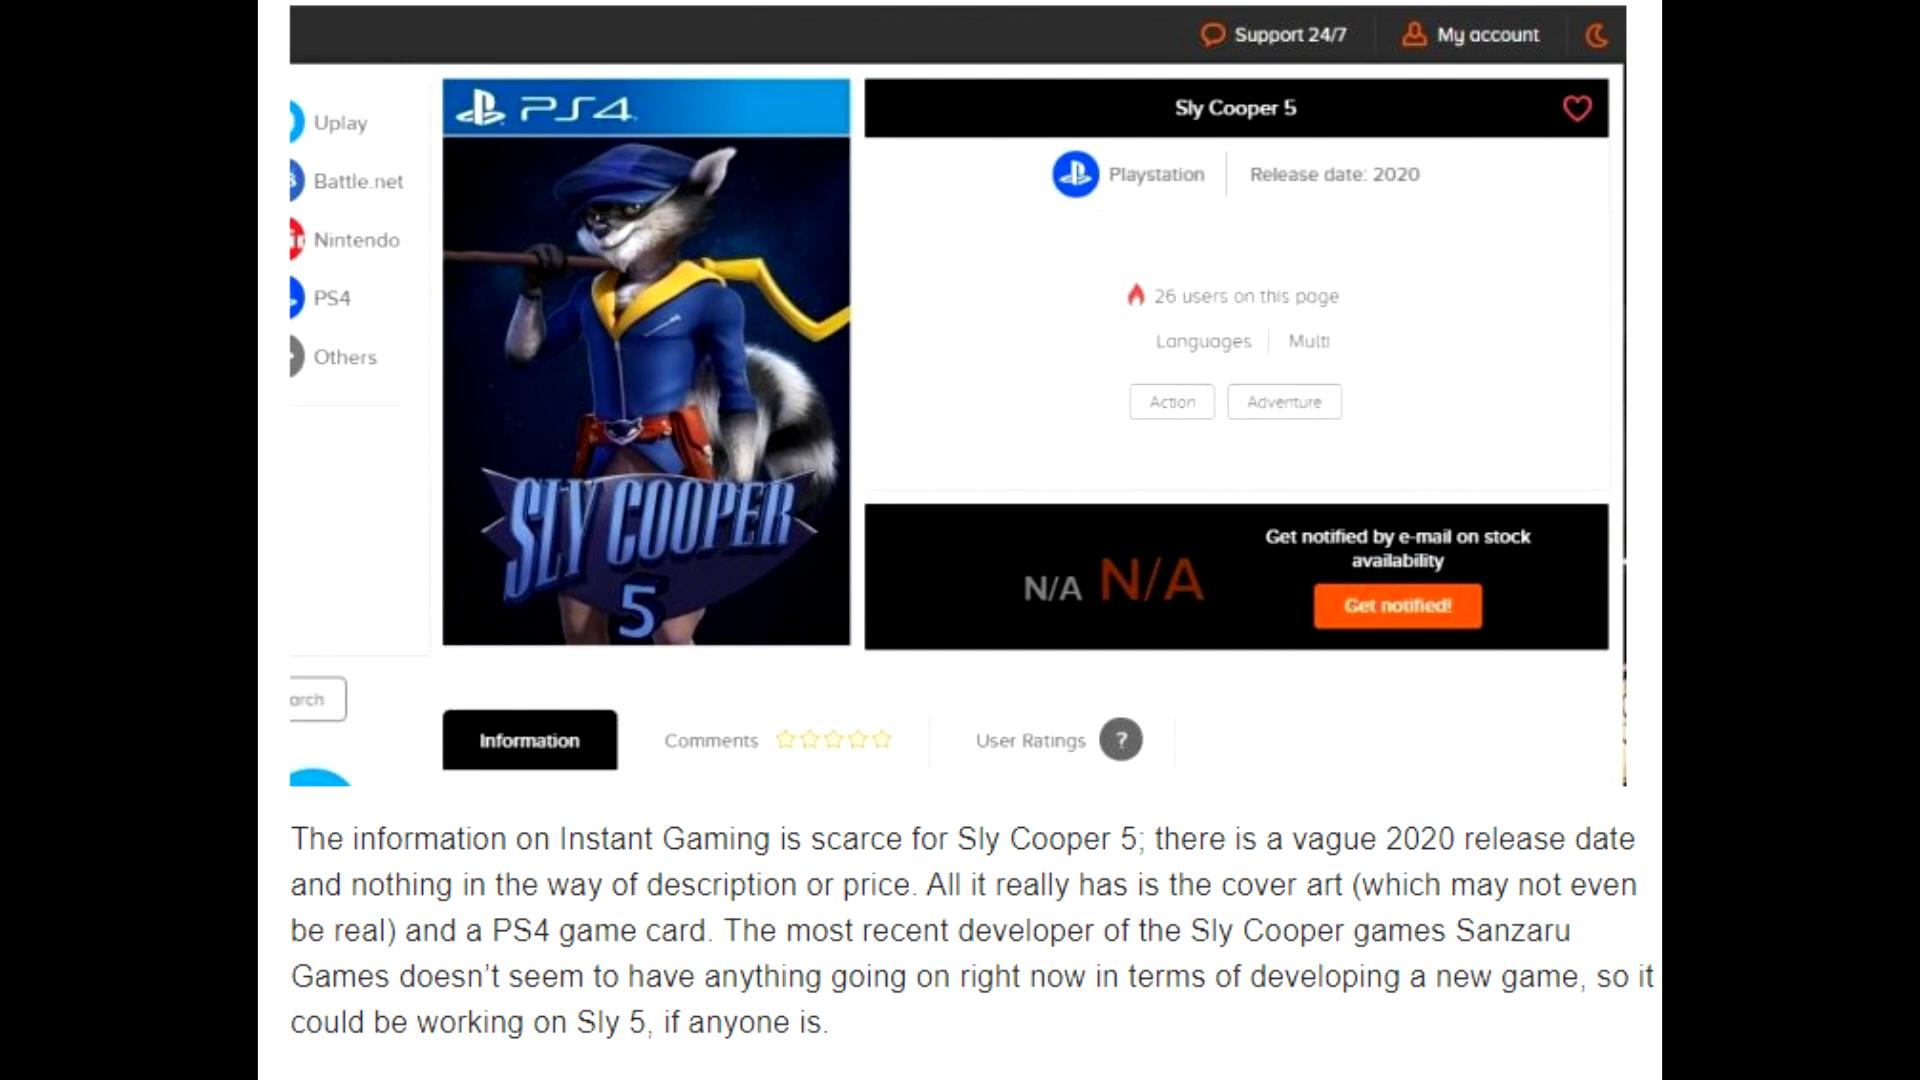 Support 24/7
My account
Uplay
Battle.net
Nintendo
PS4
Others
PS4
SLY COOPER
5
Sly Cooper 5
Playstation
Release date: 2020
26 users on this page
Languages
Multi
Action
Adventure
N/A N/A
Get notified by e-mail on stock
availability
Get notified!
arch
Information
Comments
User Ratings
?
The information on Instant Gaming is scarce for Sly Cooper 5; there is a vague 2020 release date
and nothing in the way of description or price. All it really has is the cover art (which may not even
be real) and a PS4 game card. The most recent developer of the Sly Cooper games Sanzaru
Games doesn’t seem to have anything going on right now in terms of developing a new game, so it
could be working on Sly 5, if anyone is.